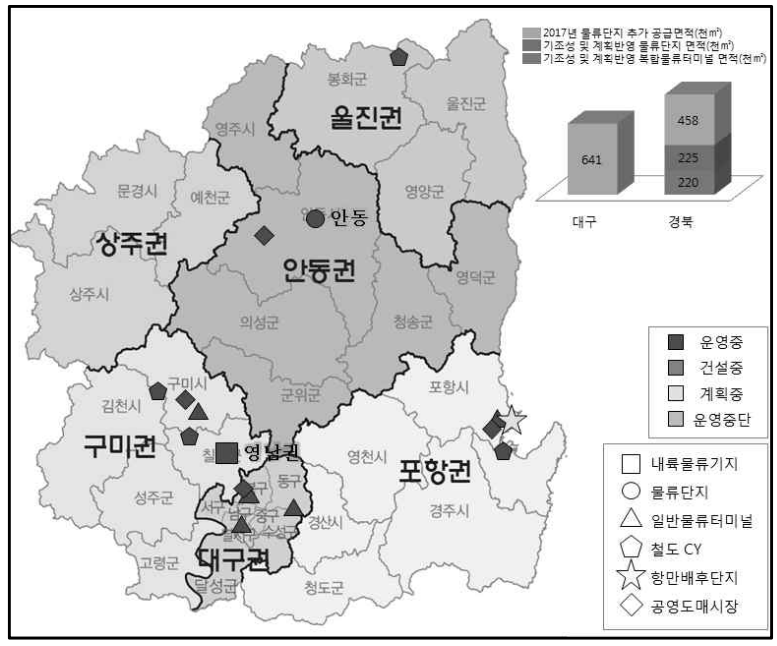 2017년 물류단지 추가 공급면적(천㎡)
기조성 및 계획반영 물류단지 면적(천㎡)
기조성 및 계획반영 복합물류터미널 면적(천㎡)
641
458
225
220
대구
경북
봉화군
울진권
울진군
영주시
영양군
문경시
예천군
상주권
상주시
안동
안동권
의성군
청송군
영덕군
군위군
김천시
구미시
구미권
영남권
성주군
고령군
동구
서구
남구
중구
수성구
대구권
달성군
포항시
영천시
포항권
경산시
경주시
청도군
운영중
건설중
계획중
운영중단
내륙물류기지
물류단지
일반물류터미널
철도 CY
항만배후단지
공영도매시장